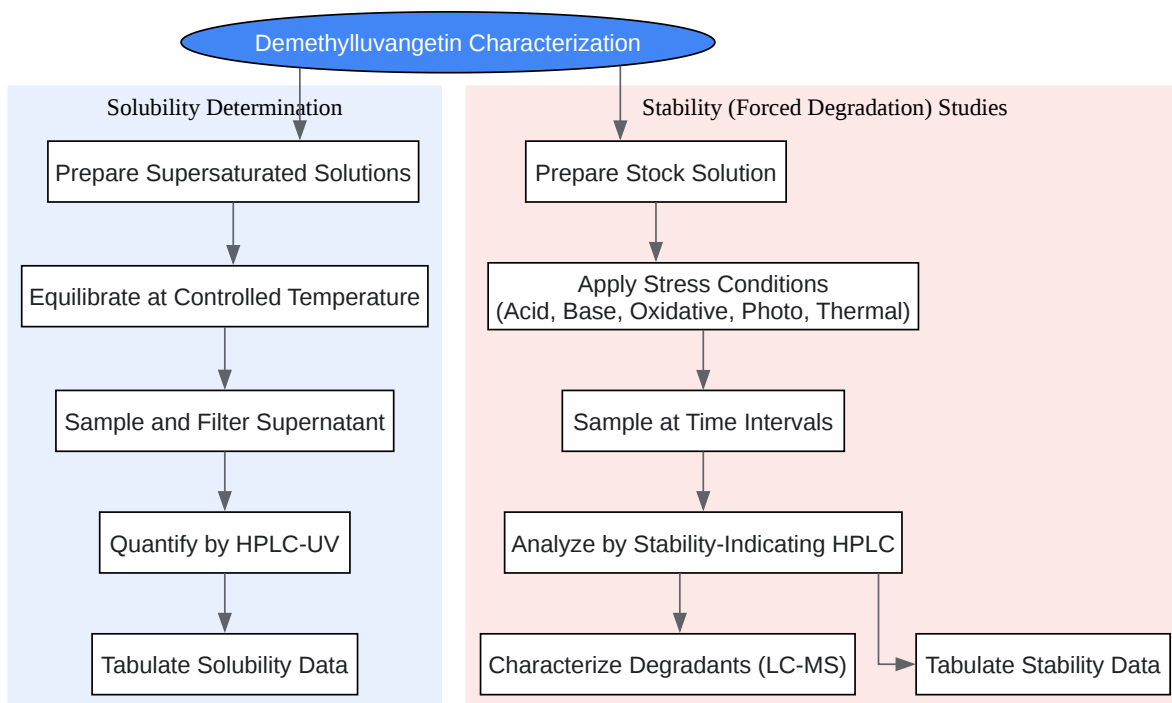 Demethylluvangetin Characterization
Solubility Determination
Prepare Supersaturated Solutions
Equilibrate at Controlled Temperature
Sample and Filter Supernatant
Quantify by HPLC-UV
Tabulate Solubility Data
Stability (Forced Degradation) Studies
Prepare Stock Solution
Apply Stress Conditions
(Acid, Base, Oxidative, Photo, Thermal)
Sample at Time Intervals
Analyze by Stability-Indicating HPLC
Characterize Degradants (LC-MS)
Tabulate Stability Data